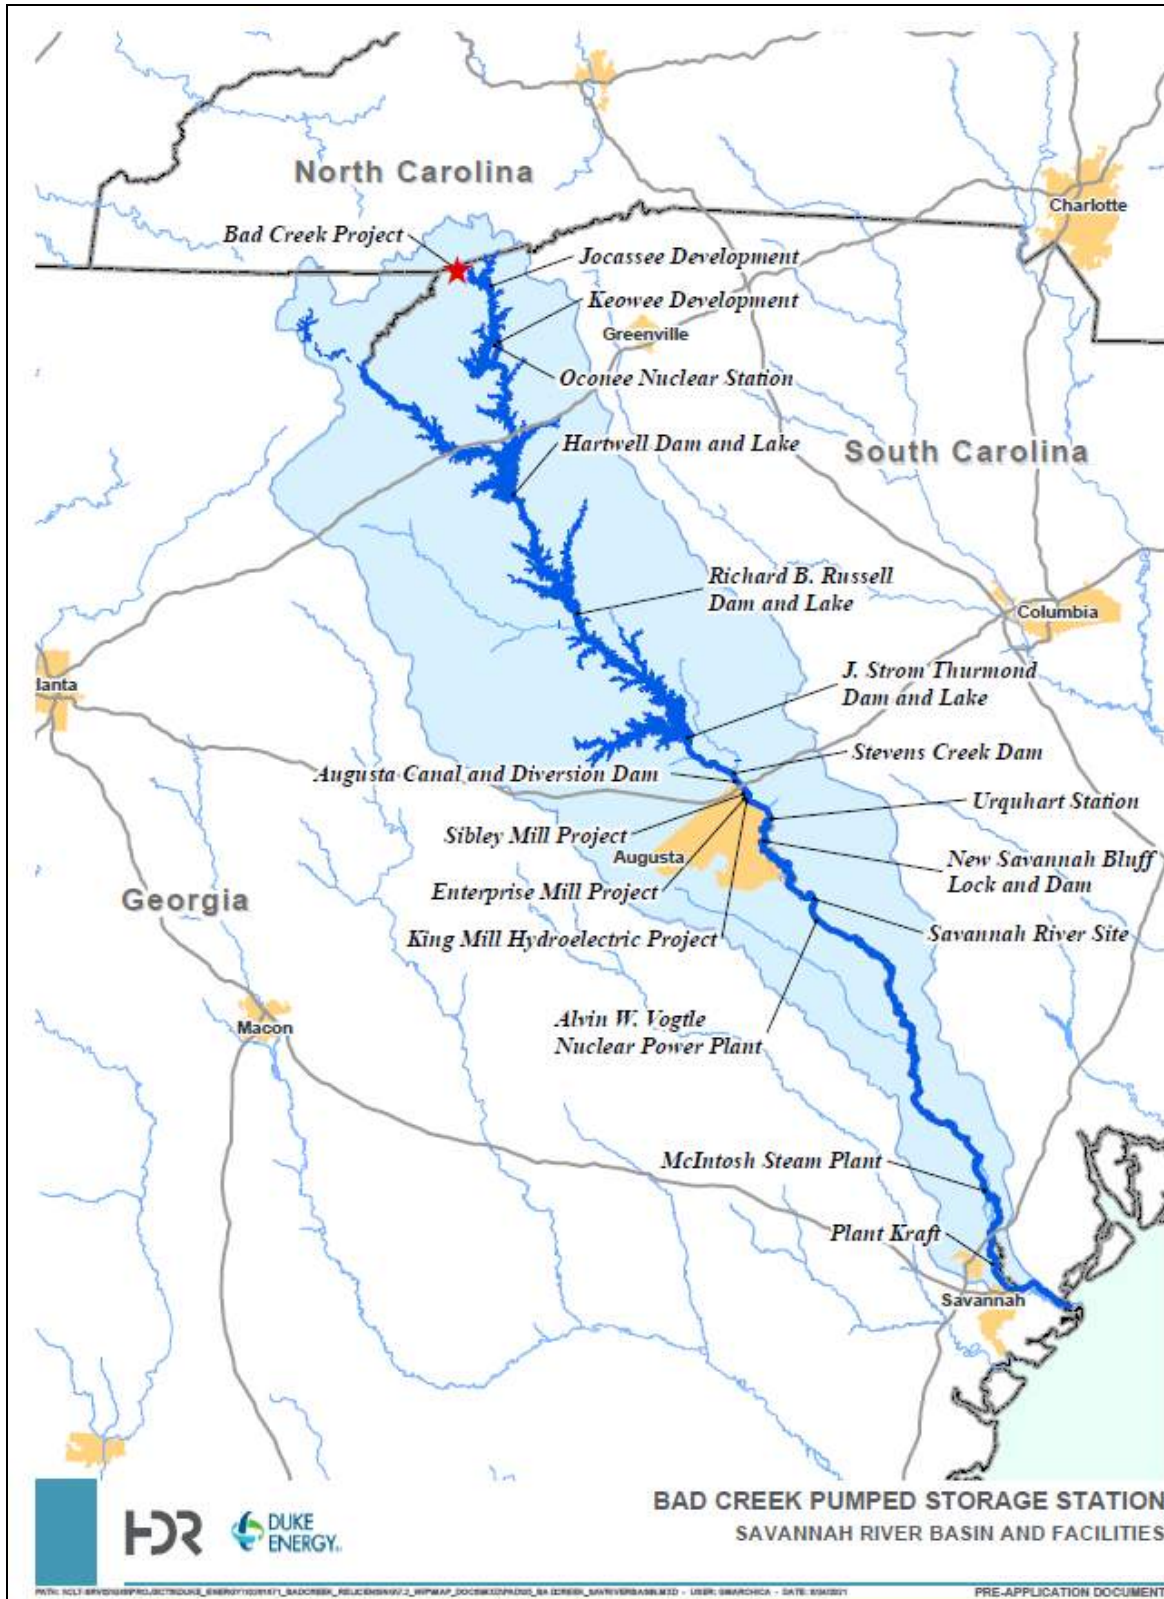 North Carolina
Charlotte
Bad Creek Project
Jocassee Development
Keowee Development
Greenville
Oconee Nuclear Station
Hartwell Dam and Lake
South Carolina
Richard B. Russell
Dam and Lake
Columbia
J. Strom Thurmond
Dam and Lake
lanta
Stevens Creek Dam
Augusta Canal and Diversion Dam
Urquhart Station
Sibley Mill Project
Augusta
New Savannah Bluff
Lock and Dam
Enterprise Mill Project
Georgia
King Mill Hydroelectric Project
Savannah River Site
Macon
Alvin W. Vogtle
Nuclear Power Plant
McIntosh Steam Plant
Plant Kraft
Savannah
BAD CREEK PUMPED STORAGE STATION
SAVANNAH RIVER BASIN AND FACILITIES
HDR
DUKE
ENERGY
PRE-APPLICATION DOCUMENT